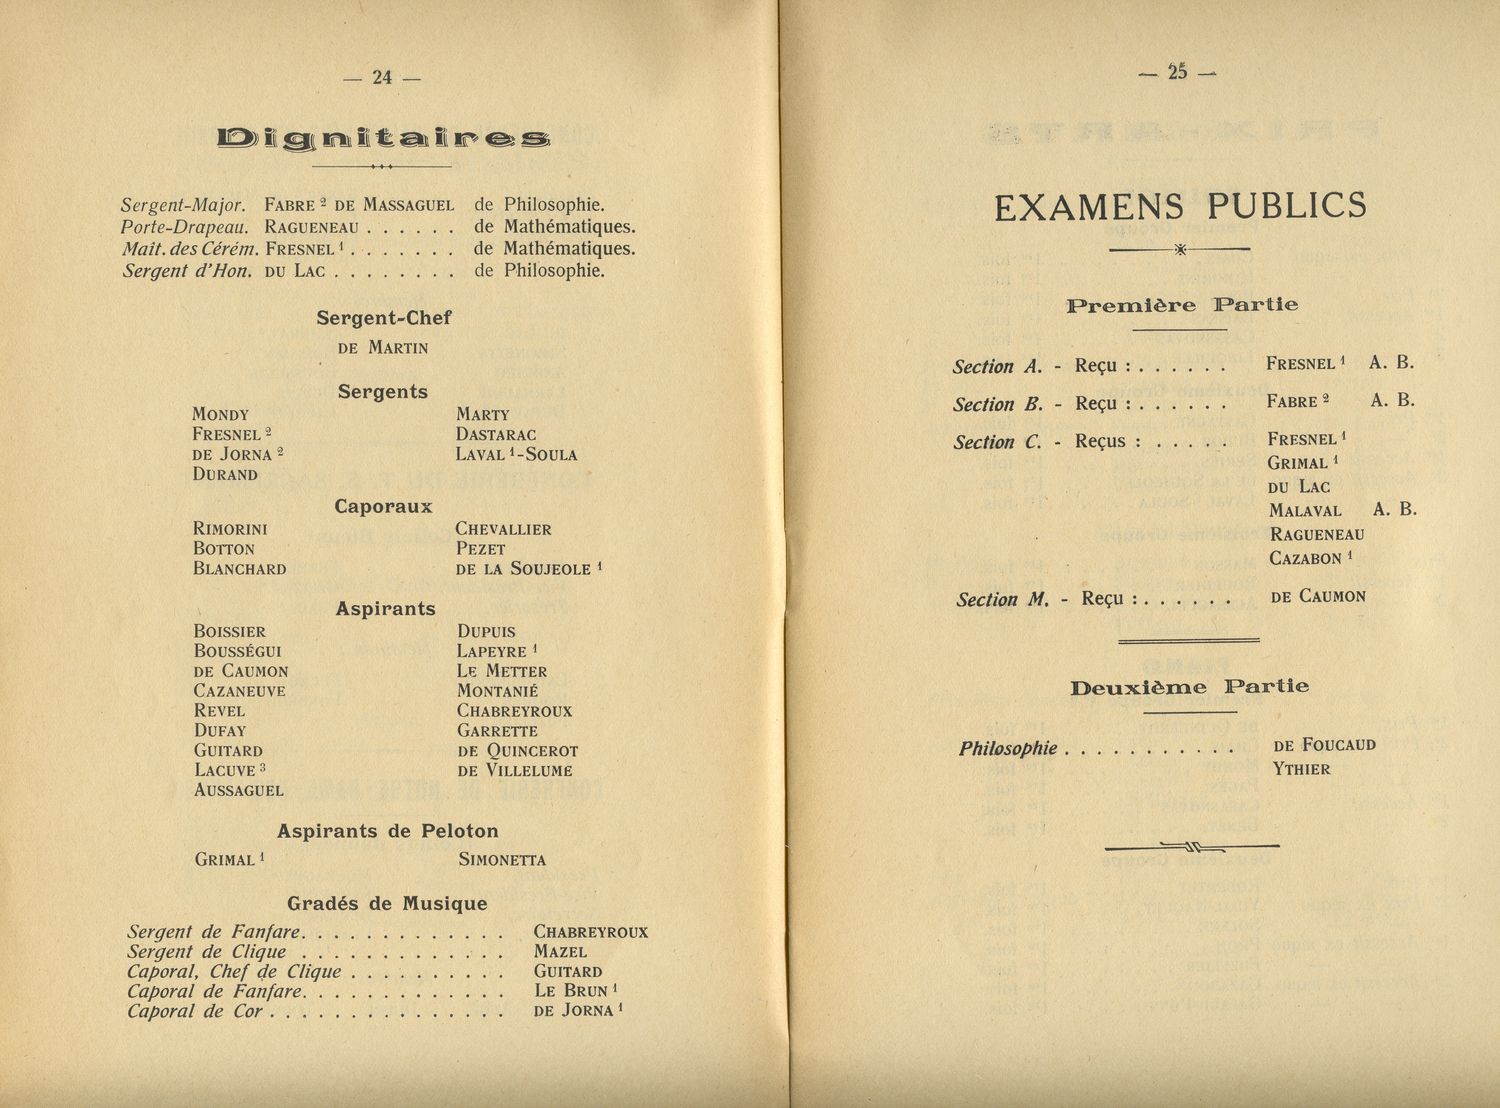 — 24 —
Dignitaires
Sergent-Major. FABRE ² DE MASSAGUEL de Philosophie.
Porte-Drapeau. RAGUENEAU . . . . . . de Mathématiques.
Maît. des Cérém. FRESNEL ¹ . . . . . . . de Mathématiques.
Sergent d'Hon. DU LAC . . . . . . . . de Philosophie.
Sergent-Chef
DE MARTIN
Sergents
MONDY MARTY
FRESNEL ² DASTARAC
DE JORNA ² LAVAL ¹-SOULA
DURAND
Caporaux
RIMORINI CHEVALLIER
BOTTON PEZET
BLANCHARD DE LA SOUJEOLE ¹
Aspirants
BOISSIER DUPUIS
BOUSSÉGUI LAPEYRE ¹
DE CAUMON LE METTER
CAZANEUVE MONTANIÉ
REVEL CHABREYROUX
DUFAY GARRETTE
GUITARD DE QUINCEROT
LACUVE ³ DE VILLELUME
AUSSAGUEL
Aspirants de Peloton
GRIMAL ¹ SIMONETTA
Gradés de Musique
Sergent de Fanfare. . . . . . . . . . . . . CHABREYROUX
Sergent de Clique . . . . . . . . . . . . . MAZEL
Caporal, Chef de Clique . . . . . . . . . . GUITARD
Caporal de Fanfare. . . . . . . . . . . . . LE BRUN ¹
Caporal de Cor . . . . . . . . . . . . . . . DE JORNA ¹
— 25 —
EXAMENS PUBLICS
Première Partie
Section A. - Reçu : . . . . . . FRESNEL ¹ A. B.
Section B. - Reçu : . . . . . . FABRE ² A. B.
Section C. - Reçus : . . . . . FRESNEL ¹
GRIMAL ¹
DU LAC
MALAVAL A. B.
RAGUENEAU
CAZABON ¹
Section M. - Reçu : . . . . . . DE CAUMON
Deuxième Partie
Philosophie . . . . . . . . . . . DE FOUCAUD
YTHIER